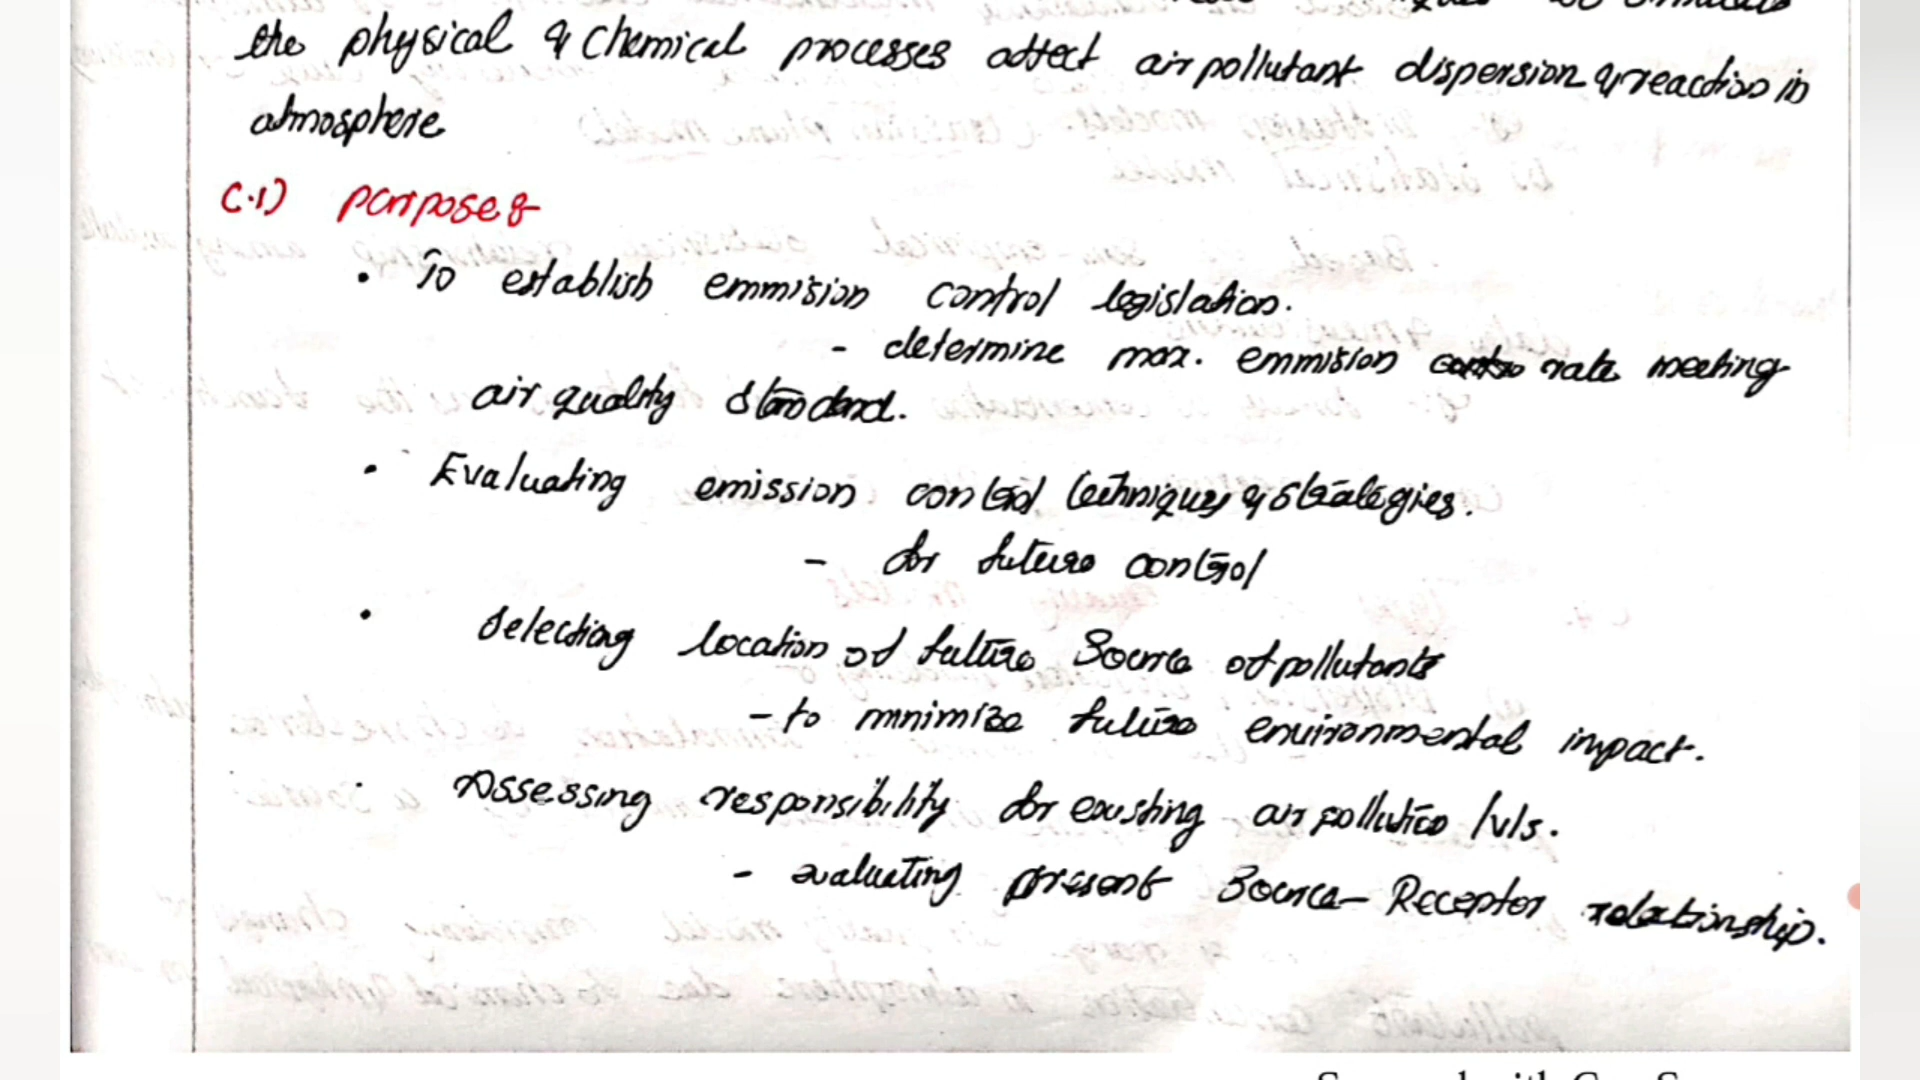 the physical & Chemical processes affect air pollutant dispersion & reaction in
atmosphere
C.1) purpose :-
• To establish emmision control legislation.
- determine max. emmision rate meeting
air quality standard.
• Evaluating emission control techniques & strategies.
- for future control
• selecting location of future Source of pollutants
- to mnimize future environmental impact.
• Assessing responsibility for existing air pollution lvls.
- evaluating present Source-Receptor relationship.